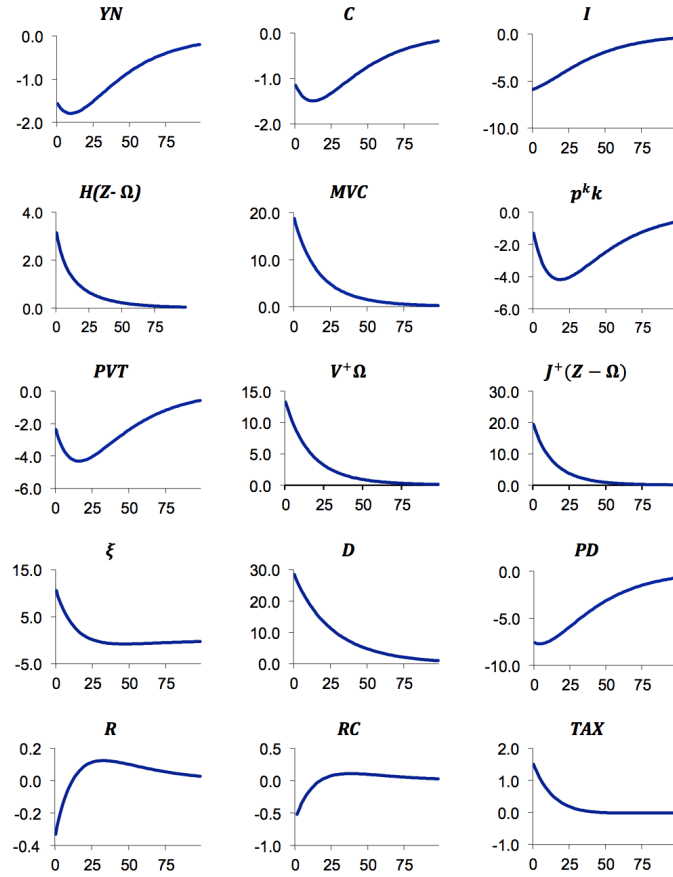 YN C I
0.0 0.0 0.0
-1.0 -1.0 -5.0
-2.0 -2.0 -10.0
0 25 50 75 0 25 50 75 0 25 50 75
H(Z- Ω) MVC pᵏk
4.0 20.0 0.0
2.0 10.0 -2.0
-4.0
0.0 0.0 -6.0
0 25 50 75 0 25 50 75 0 25 50 75
PVT V⁺Ω J⁺(Z − Ω)
0.0 15.0 30.0
-2.0 10.0 20.0
-4.0 5.0 10.0
-6.0 0.0 0.0
0 25 50 75 0 25 50 75 0 25 50 75
ξ D PD
15.0 30.0 0.0
20.0
5.0 -5.0
10.0
-5.0 0.0 -10.0
0 25 50 75 0 25 50 75 0 25 50 75
R RC TAX
0.2 0.5 2.0
0.0 0.0 1.0
-0.2 -0.5 0.0
-0.4 -1.0 -1.0
0 25 50 75 0 25 50 75 0 25 50 75